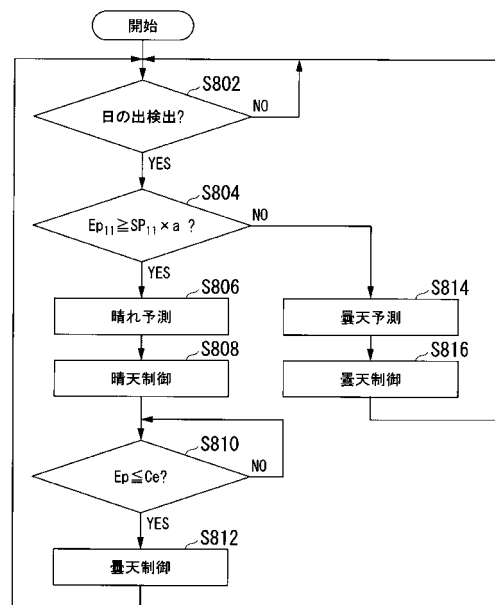 開始
S802
日の出検出?
NO
YES
S804
Ep11≧SP11×a ?
NO
YES
S806
晴れ予測
S814
曇天予測
S808
晴天制御
S816
曇天制御
S810
Ep≦Ce?
NO
YES
S812
曇天制御